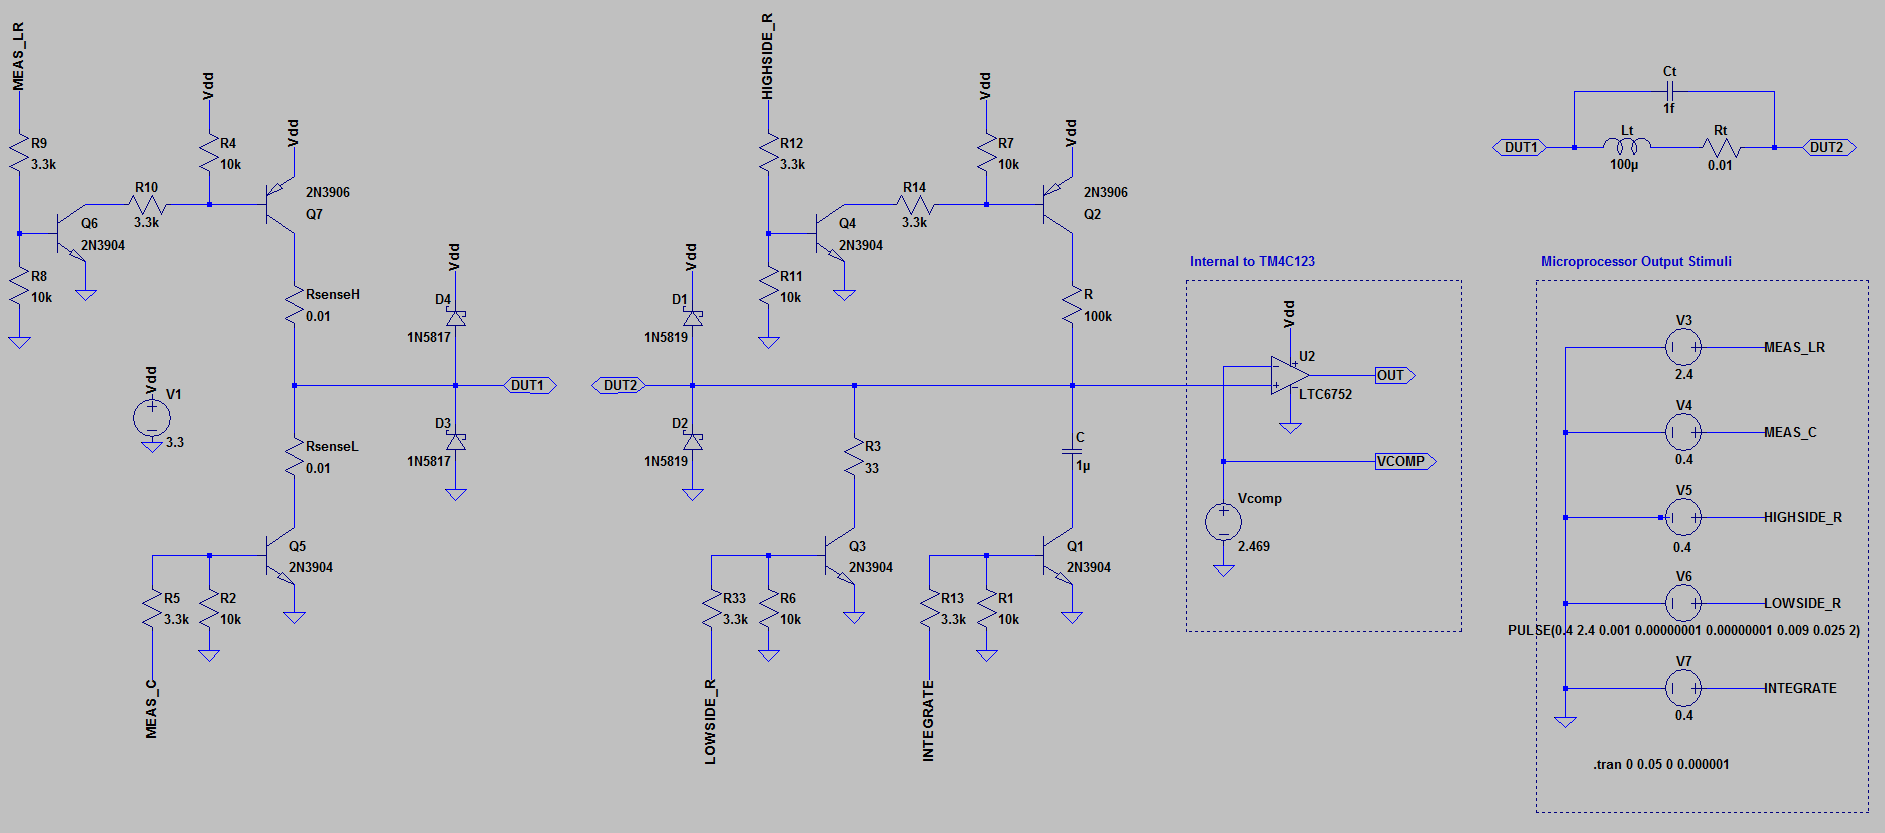 MEAS_LR
R9
3.3k
R8
10k
Q6
2N3904
R10
3.3k
Vdd
R4
10k
Vdd
2N3906
Q7
RsenseH
0.01
Vdd
V1
3.3
RsenseL
0.01
Q5
2N3904
R5
3.3k
R2
10k
MEAS_C
Vdd
D4
1N5817
D3
1N5817
DUT1
DUT2
Vdd
D1
1N5819
D2
1N5819
HIGHSIDE_R
R12
3.3k
R11
10k
Q4
2N3904
R14
3.3k
Vdd
R7
10k
Vdd
2N3906
Q2
R
100k
R3
33
C
1µ
Q3
2N3904
R33
3.3k
R6
10k
LOWSIDE_R
Q1
2N3904
R13
3.3k
R1
10k
INTEGRATE
Internal to TM4C123
Vdd
U2
LTC6752
OUT
VCOMP
Vcomp
2.469
Ct
1f
DUT1
Lt
100µ
Rt
0.01
DUT2
Microprocessor Output Stimuli
V3
MEAS_LR
2.4
V4
MEAS_C
0.4
V5
HIGHSIDE_R
0.4
V6
LOWSIDE_R
PULSE(0.4 2.4 0.001 0.00000001 0.00000001 0.009 0.025 2)
V7
INTEGRATE
0.4
.tran 0 0.05 0 0.000001